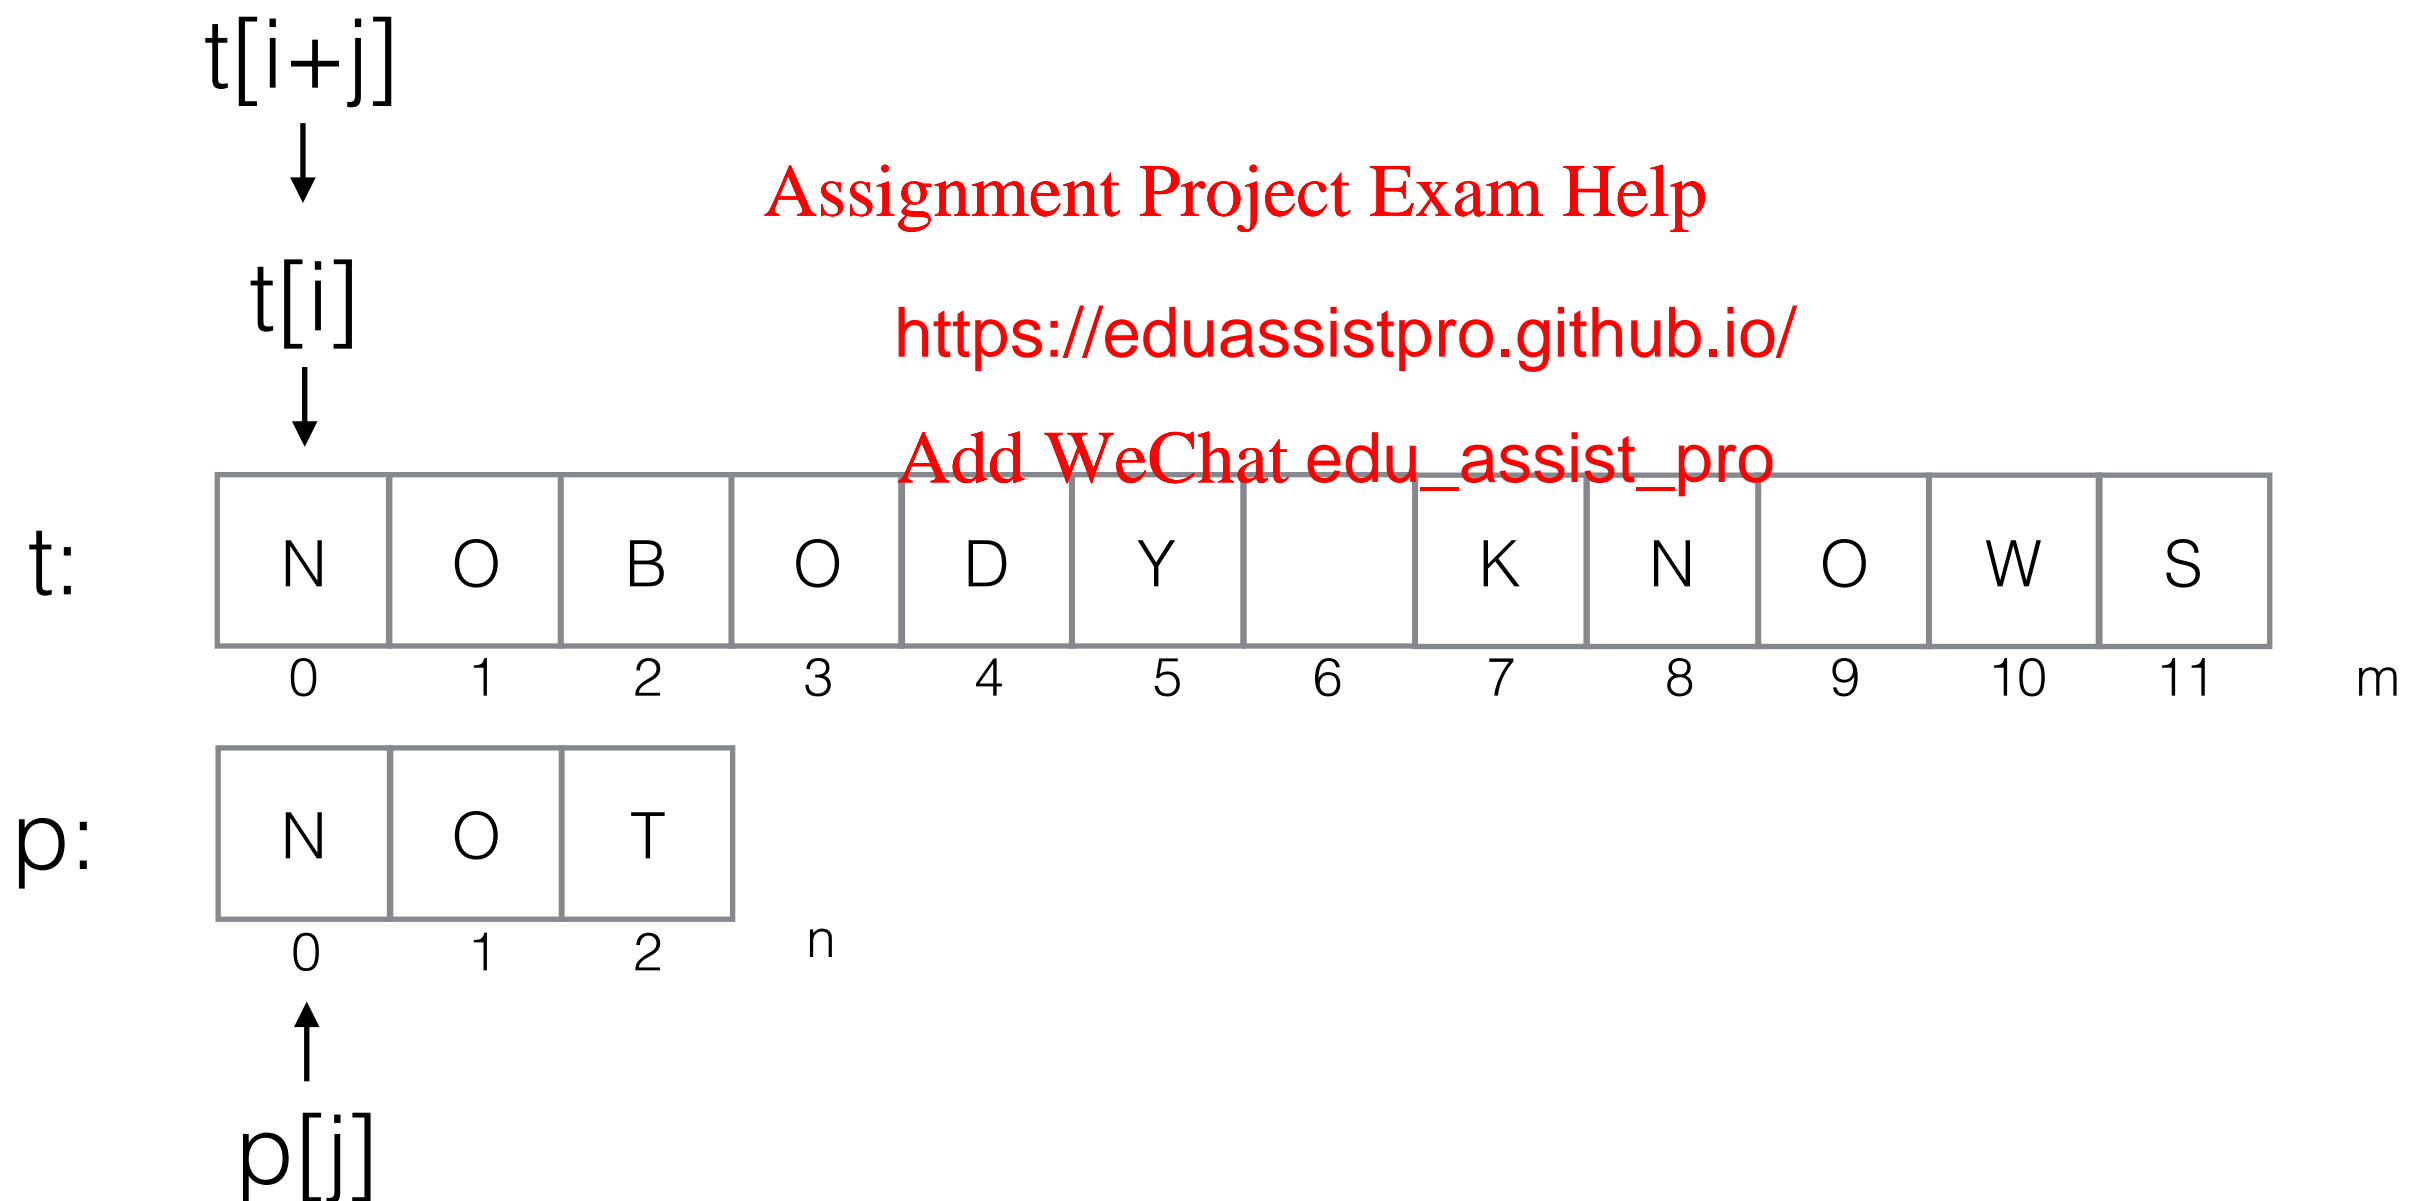 t[i+j]
Assignment Project Exam Help
t[i]
https://eduassistpro.github.io/
Add WeChat edu_assist_pro
t: N O B O D Y K N O W S
0 1 2 3 4 5 6 7 8 9 10 11 m
p: N O T
0 1 2 n
p[j]